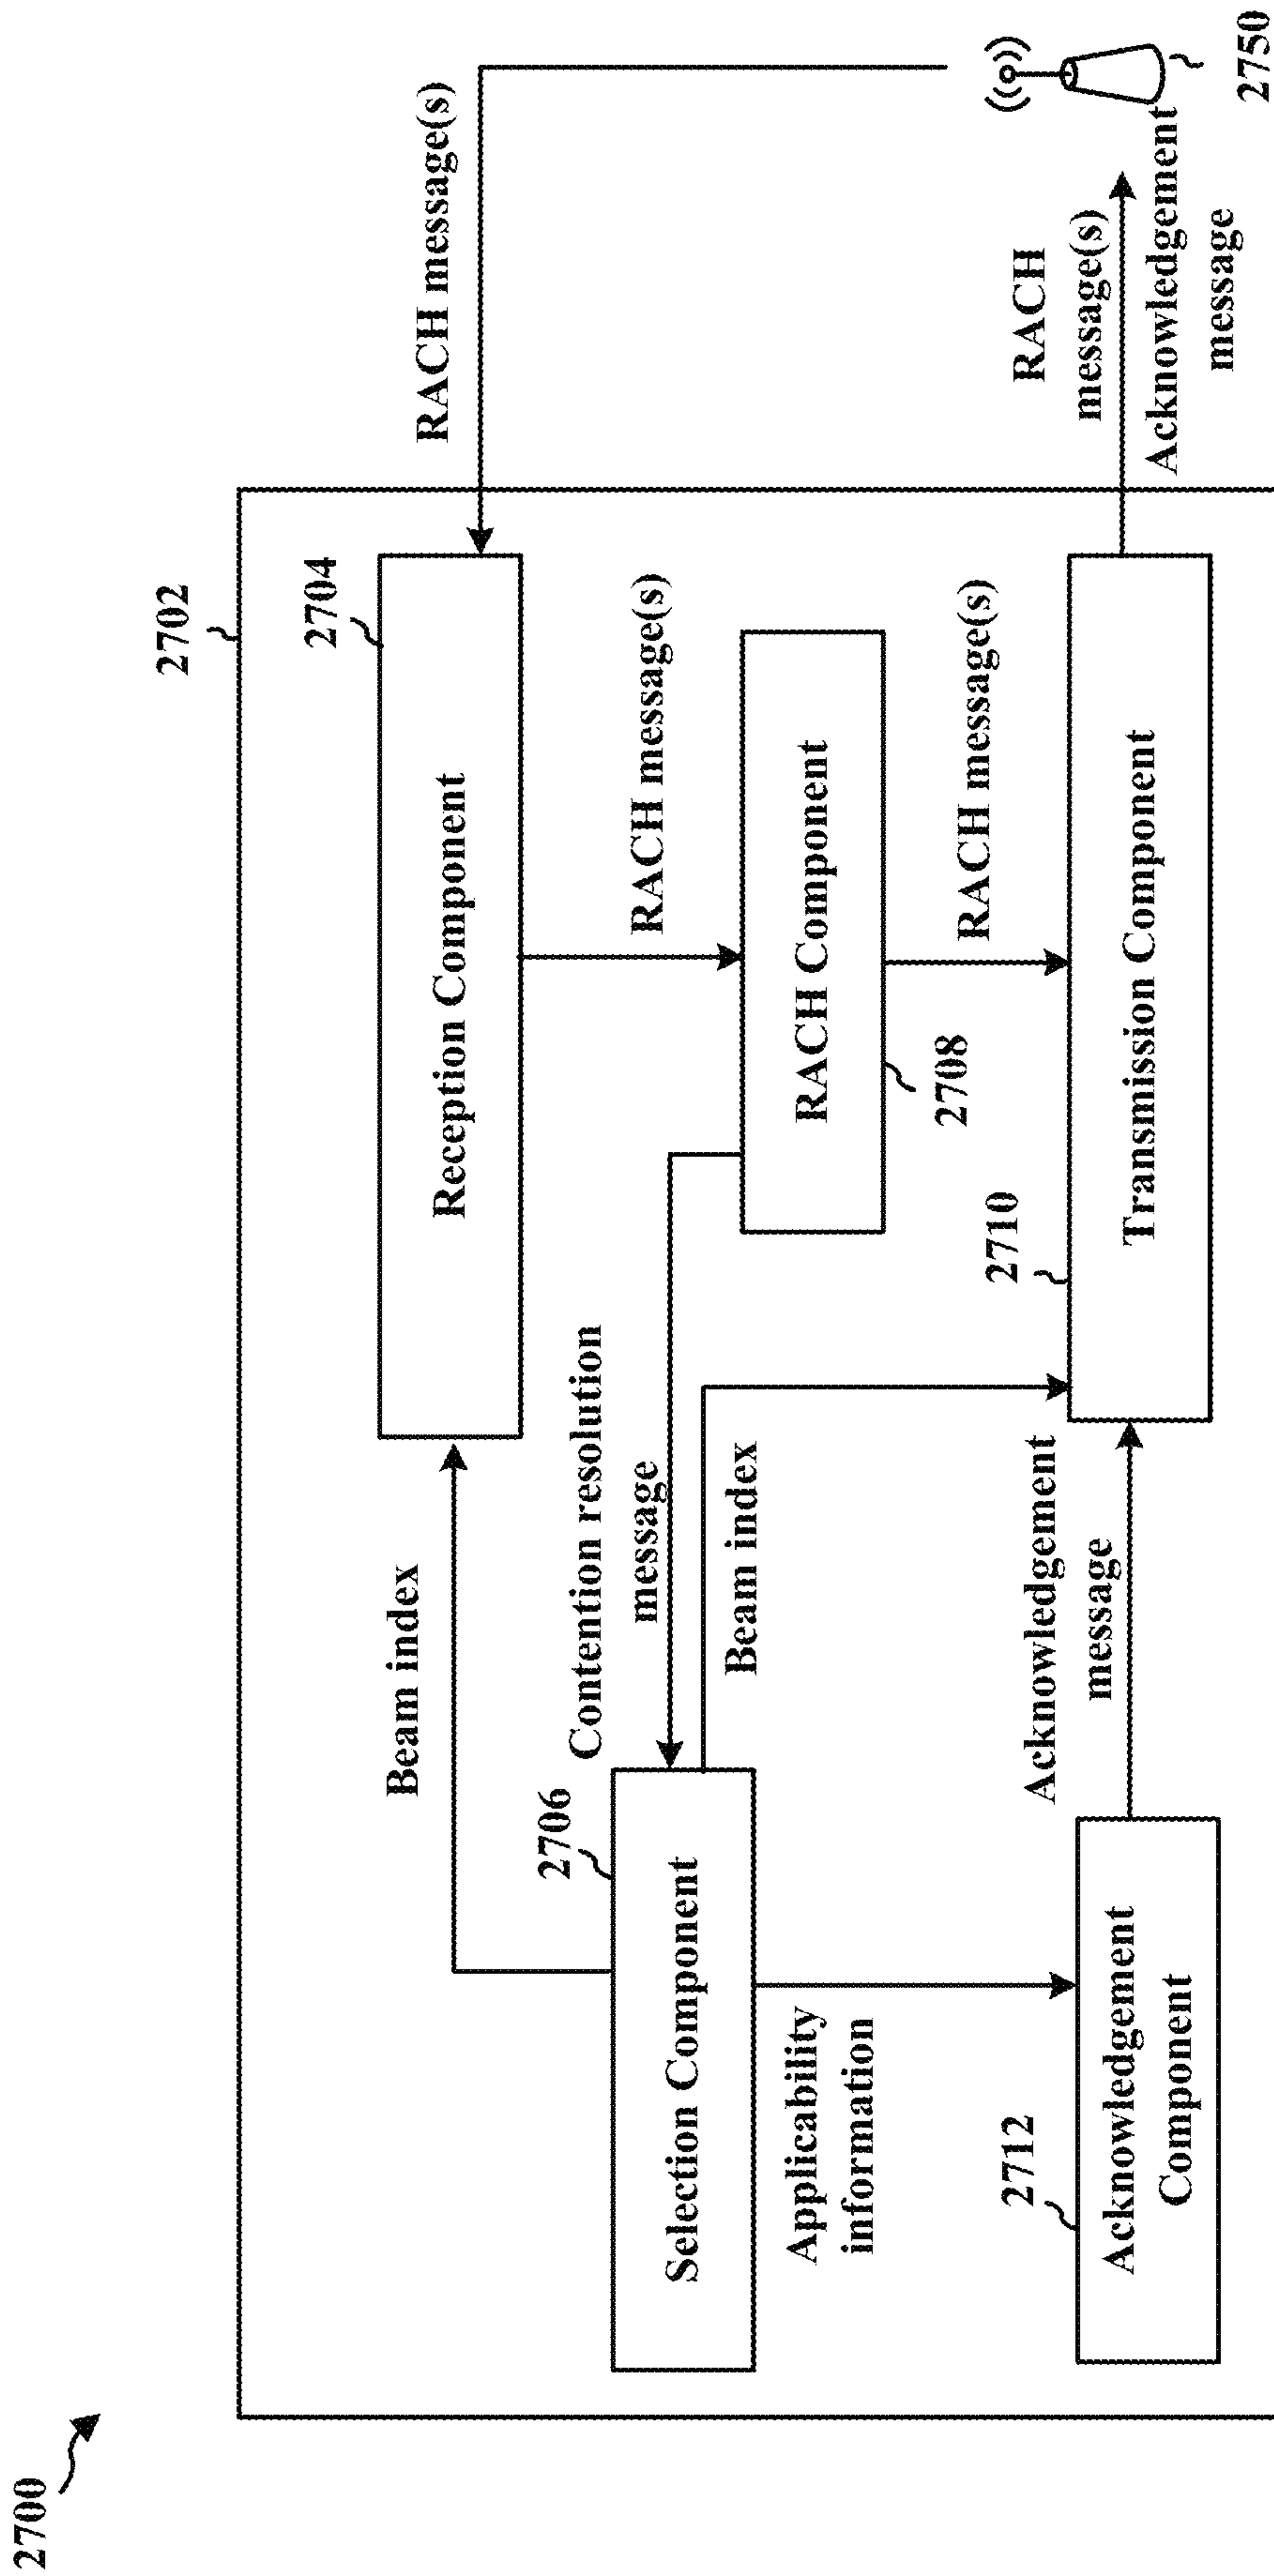 2700
2702
2704
Reception Component
RACH message(s)
Beam index
RACH message(s)
Contention resolution
message
2706
Selection Component
RACH Component
2708
Beam index
RACH message(s)
Applicability
information
2710
Transmission Component
2712
Acknowledgement
Component
Acknowledgement
message
RACH
message(s)
Acknowledgement
message
2750